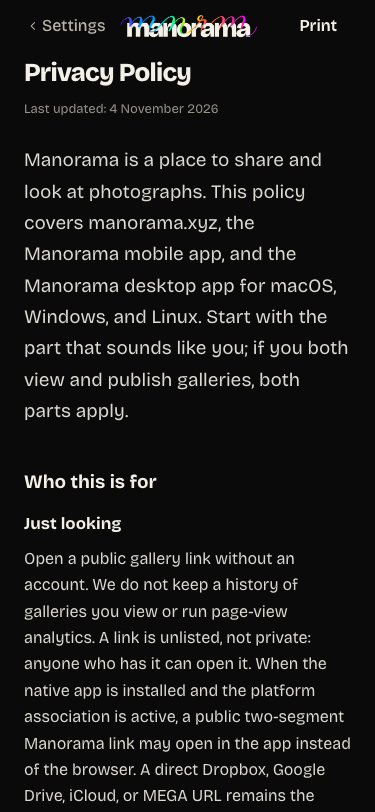 Settings
manorama
Print
Privacy Policy
Last updated: 4 November 2026
Manorama is a place to share and
look at photographs. This policy
covers manorama.xyz, the
Manorama mobile app, and the
Manorama desktop app for macOS,
Windows, and Linux. Start with the
part that sounds like you; if you both
view and publish galleries, both
parts apply.
Who this is for
Just looking
Open a public gallery link without an
account. We do not keep a history of
galleries you view or run page-view
analytics. A link is unlisted, not private:
anyone who has it can open it. When the
native app is installed and the platform
association is active, a public two-segment
Manorama link may open in the app instead
of the browser. A direct Dropbox, Google
Drive, iCloud, or MEGA URL remains the